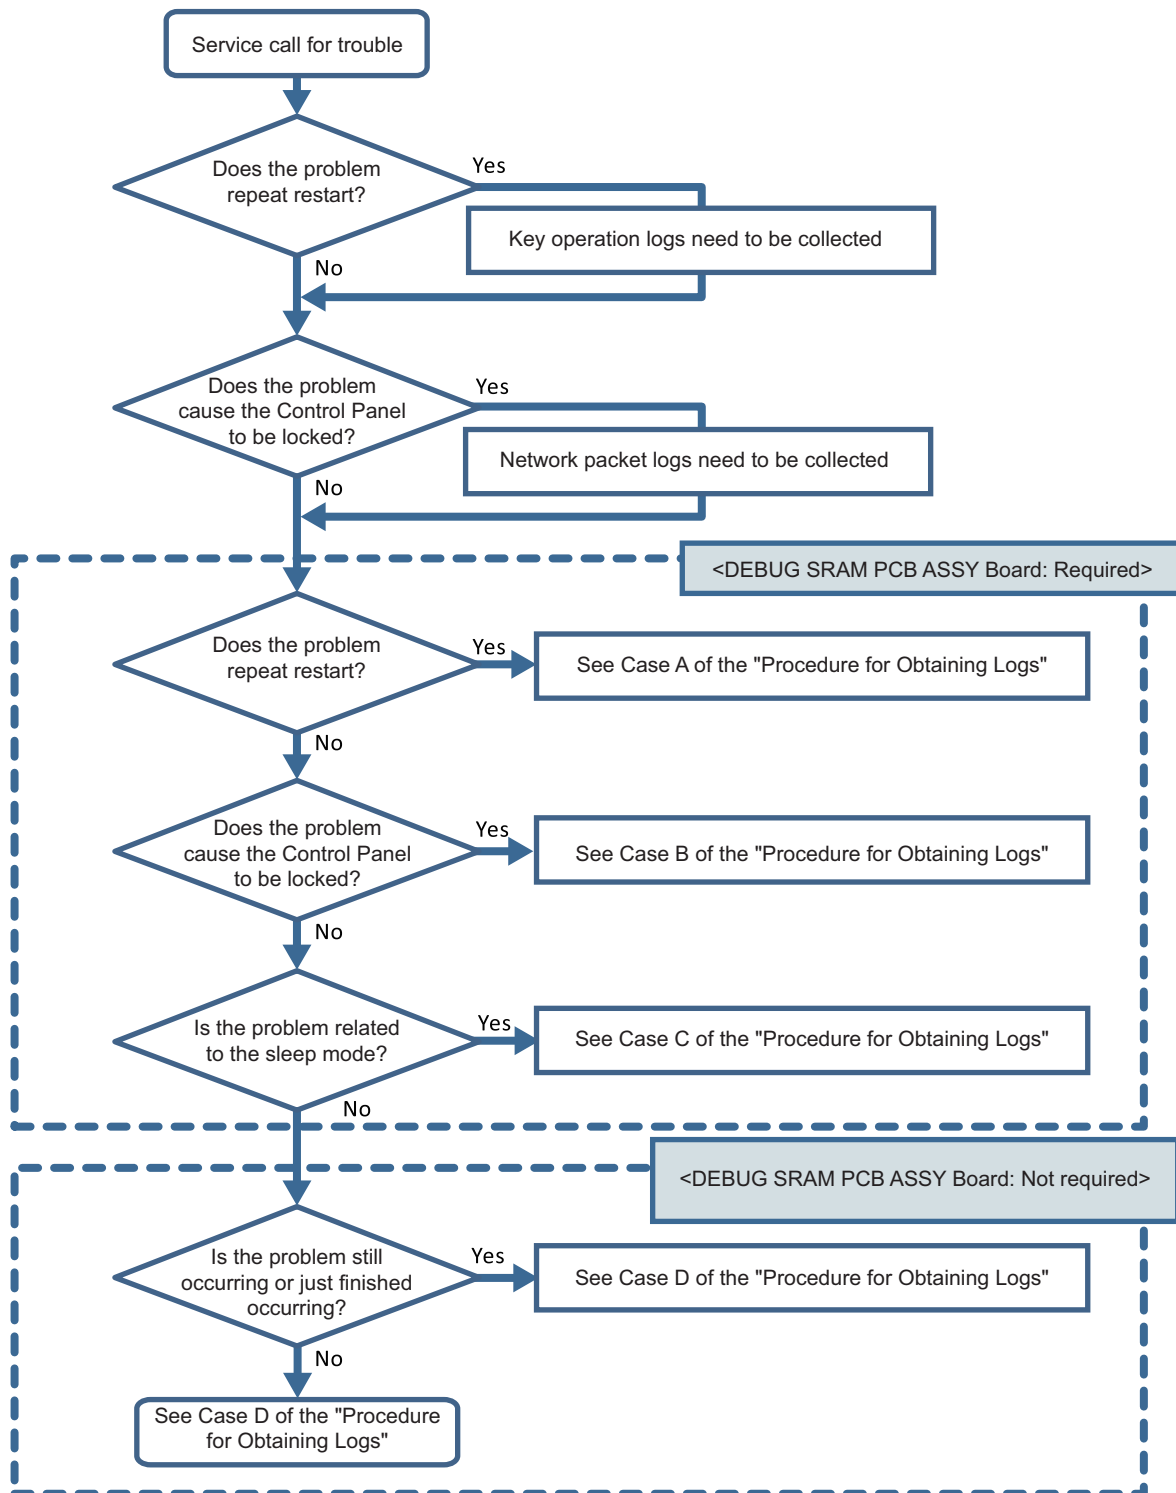 Service call for trouble
Does the problem
repeat restart?
Yes
Key operation logs need to be collected
No
Does the problem
cause the Control Panel
to be locked?
Yes
Network packet logs need to be collected
No
<DEBUG SRAM PCB ASSY Board: Required>
Does the problem
repeat restart?
Yes
See Case A of the "Procedure for Obtaining Logs"
No
Does the problem
cause the Control Panel
to be locked?
Yes
See Case B of the "Procedure for Obtaining Logs"
No
Is the problem related
to the sleep mode?
Yes
See Case C of the "Procedure for Obtaining Logs"
No
<DEBUG SRAM PCB ASSY Board: Not required>
Is the problem still
occurring or just finished
occurring?
Yes
See Case D of the "Procedure for Obtaining Logs"
No
See Case D of the "Procedure
for Obtaining Logs"